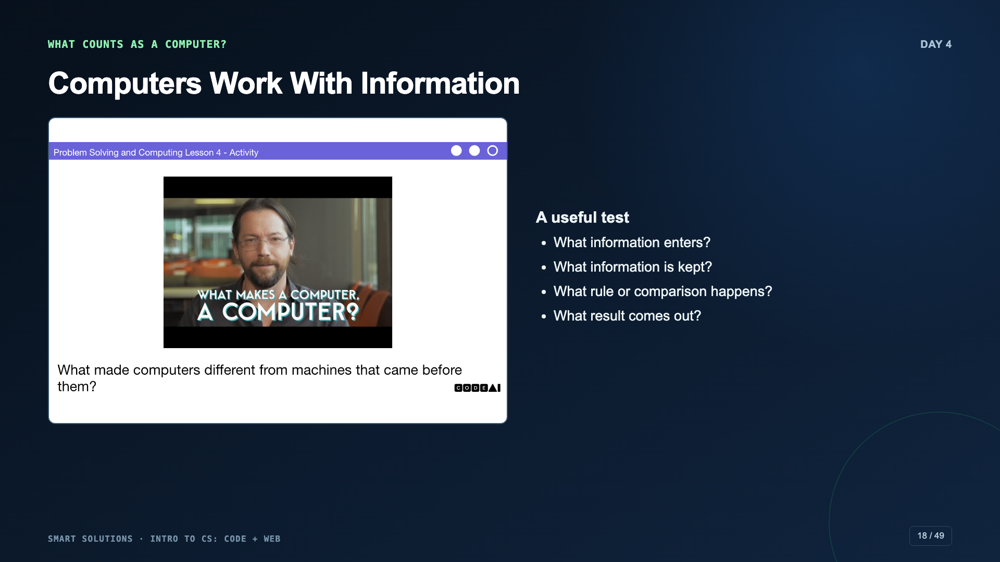 WHAT COUNTS AS A COMPUTER?
DAY 4
Computers Work With Information
Problem Solving and Computing Lesson 4 - Activity
WHAT MAKES A COMPUTER,
A COMPUTER?
What made computers different from machines that came before
them?
CODEAI
A useful test
• What information enters?
• What information is kept?
• What rule or comparison happens?
• What result comes out?
SMART SOLUTIONS · INTRO TO CS: CODE + WEB
18 / 49